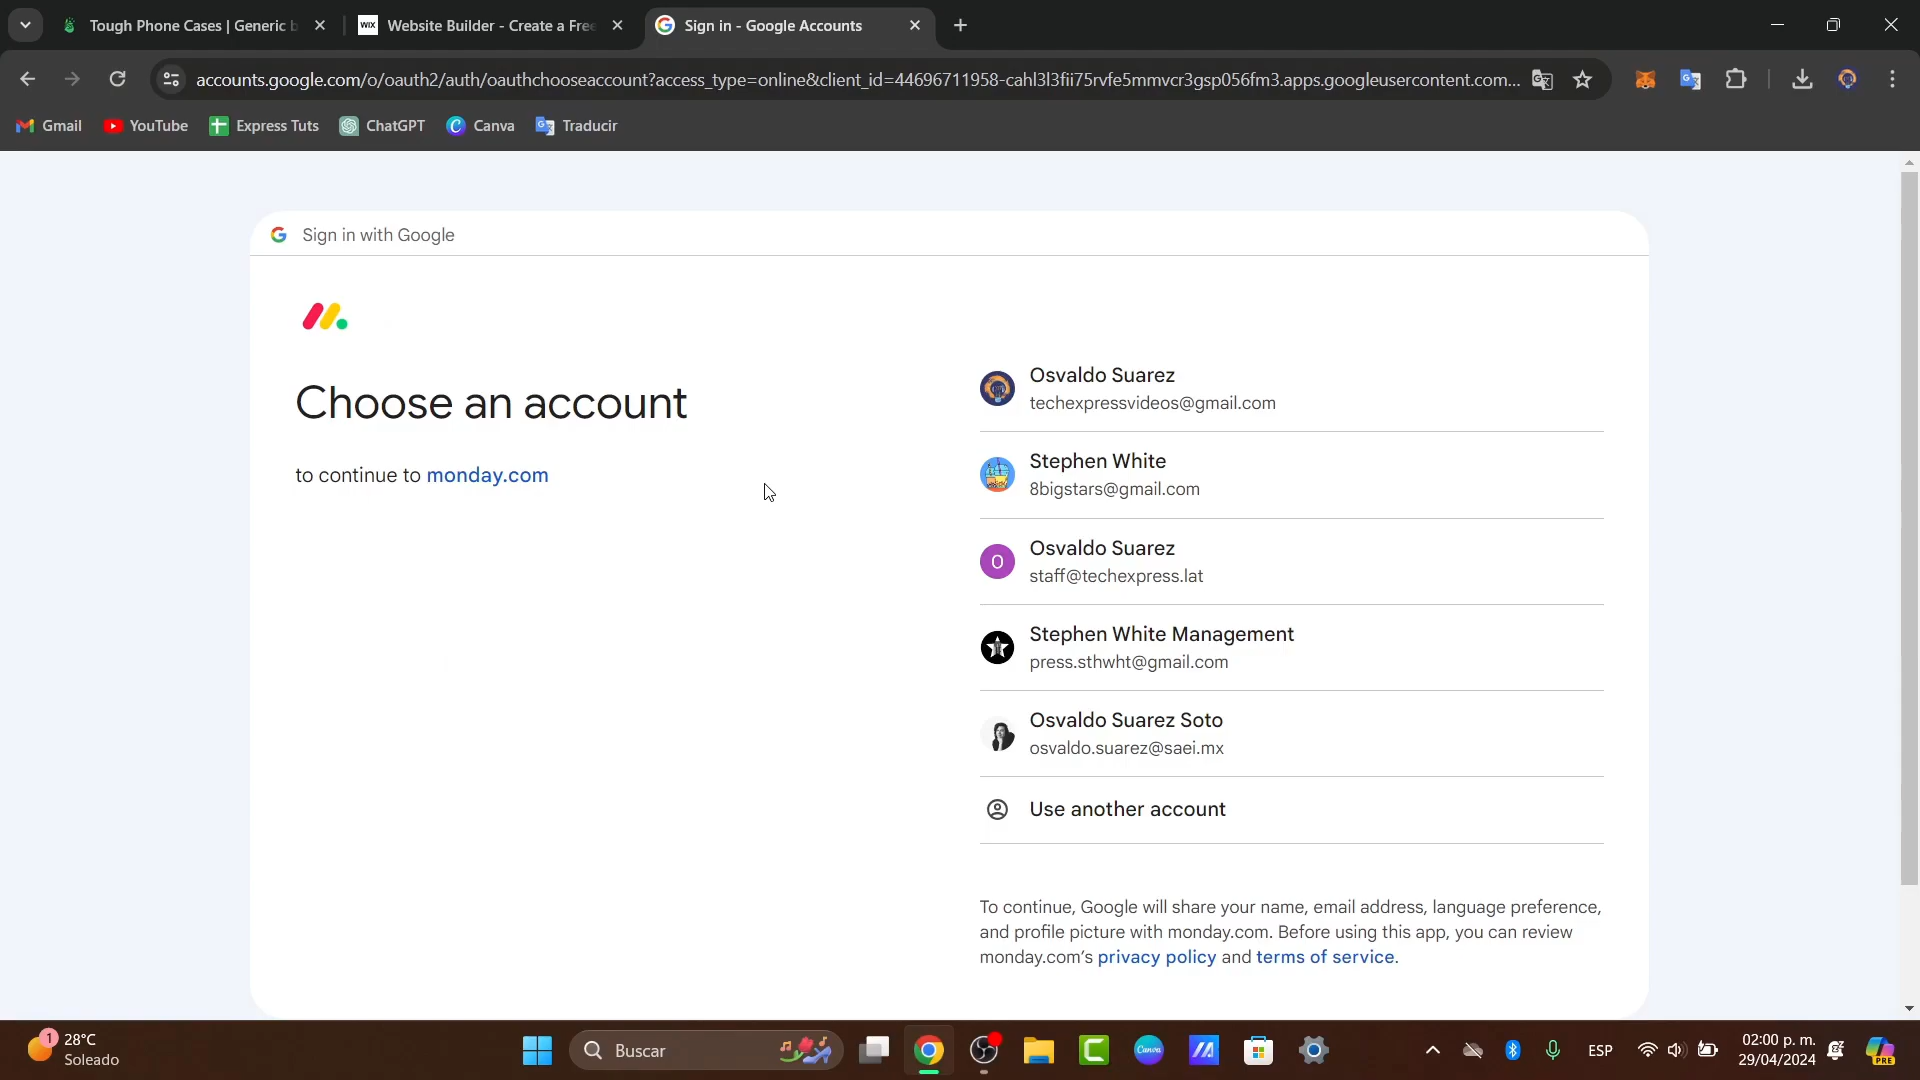 Tough Phone Cases | Generic b
WIX
Website Builder - Create a Free
Sign in - Google Accounts
accounts.google.com/o/oauth2/auth/oauthchooseaccount?access_type=online&client_id=44696711958-cahl3l3fii75rvfe5mmvcr3gsp056fm3.apps.googleusercontent.com...
Gmail
YouTube
Express Tuts
ChatGPT
Canva
Traducir
Sign in with Google
Choose an account
to continue to monday.com
Osvaldo Suarez
techexpressvideos@gmail.com
Stephen White
8bigstars@gmail.com
O
Osvaldo Suarez
staff@techexpress.lat
Stephen White Management
press.sthwht@gmail.com
Osvaldo Suarez Soto
osvaldo.suarez@saei.mx
Use another account
To continue, Google will share your name, email address, language preference,
and profile picture with monday.com. Before using this app, you can review
monday.com's privacy policy and terms of service.
1
28°C
Soleado
Buscar
Canva
ESP
02:00 p. m.
29/04/2024
PRE